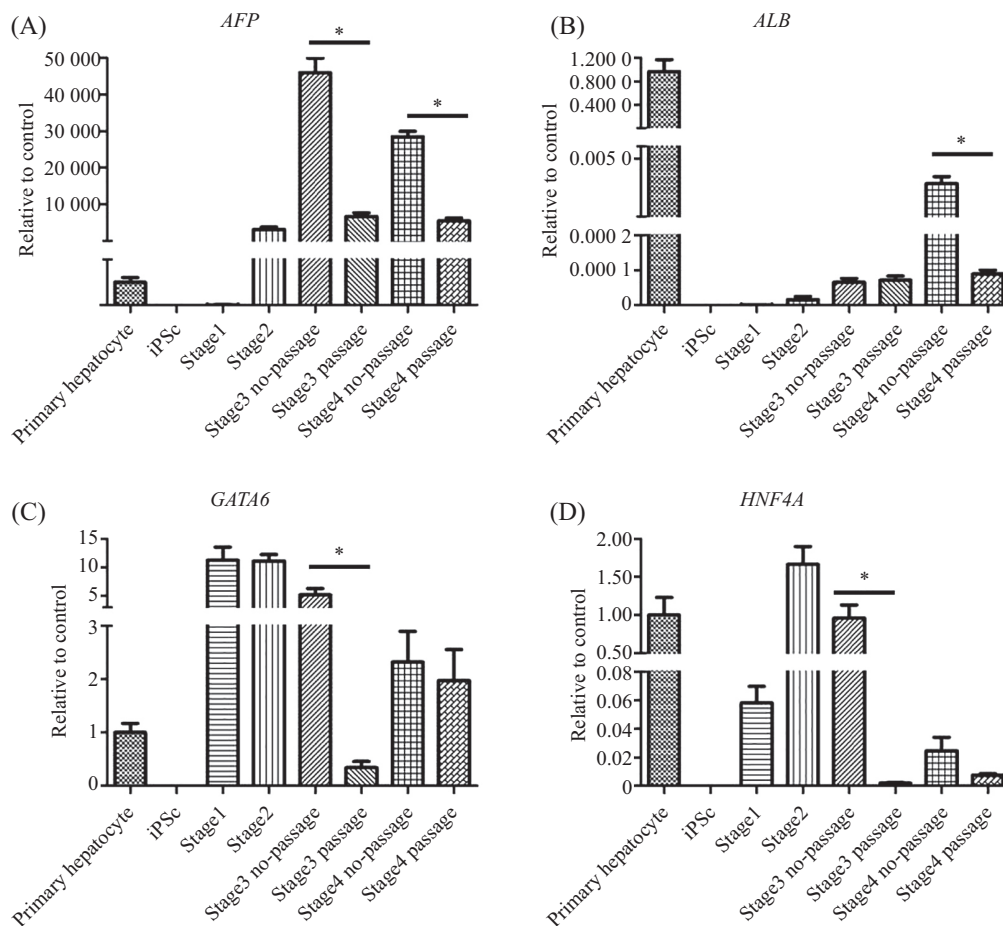 (A)
AFP
Relative to control
50 000
40 000
30 000
20 000
10 000
*
*
Primary hepatocyte
iPSc
Stage1
Stage2
Stage3 no-passage
Stage3 passage
Stage4 no-passage
Stage4 passage
(B)
ALB
Relative to control
1.200 0
0.800 0
0.400 0
0.005 0
0.000 2
0.000 1
0
*
Primary hepatocyte
iPSc
Stage1
Stage2
Stage3 no-passage
Stage3 passage
Stage4 no-passage
Stage4 passage
(C)
GATA6
Relative to control
15
10
5
3
2
1
0
*
Primary hepatocyte
iPSc
Stage1
Stage2
Stage3 no-passage
Stage3 passage
Stage4 no-passage
Stage4 passage
(D)
HNF4A
Relative to control
2.00
1.50
1.00
0.50
0.08
0.06
0.04
0.02
0
*
Primary hepatocyte
iPSc
Stage1
Stage2
Stage3 no-passage
Stage3 passage
Stage4 no-passage
Stage4 passage